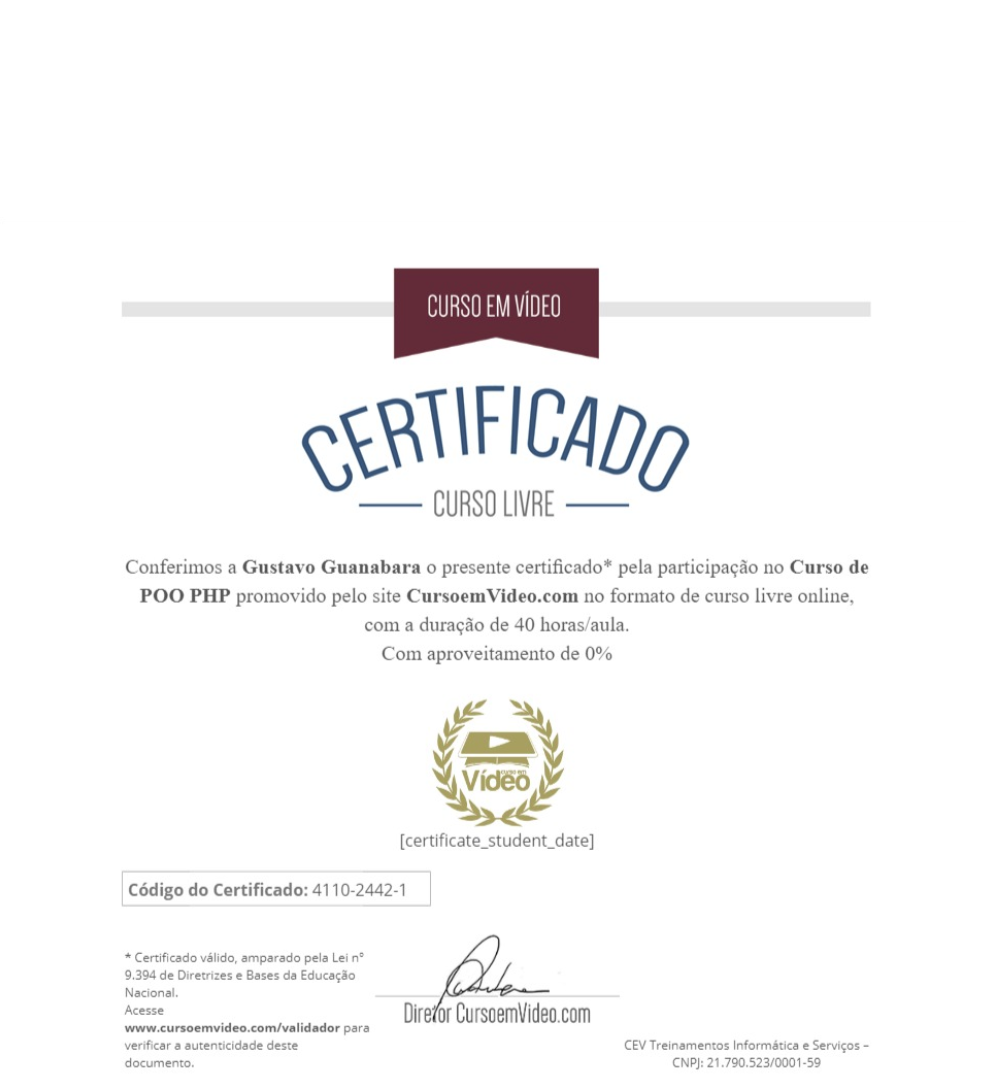 CURSO EM VÍDEO
CERTIFICADO
CURSO LIVRE
Conferimos a Gustavo Guanabara o presente certificado* pela participação no Curso de
POO PHP promovido pelo site CursoemVideo.com no formato de curso livre online,
com a duração de 40 horas/aula.
Com aproveitamento de 0%
curso em
Vídeo
[certificate_student_date]
Código do Certificado: 4110-2442-1
* Certificado válido, amparado pela Lei n°
9.394 de Diretrizes e Bases da Educação
Nacional.
Acesse
www.cursoemvideo.com/validador para
verificar a autenticidade deste
documento.
Diretor CursoemVideo.com
CEV Treinamentos Informática e Serviços –
CNPJ: 21.790.523/0001-59